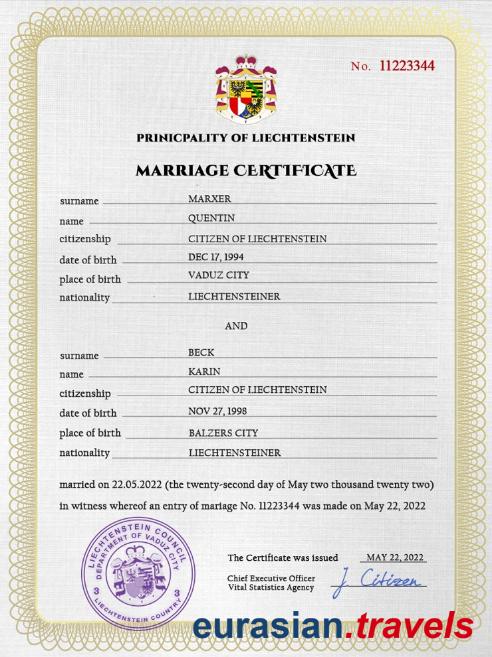 No. 11223344
PRINICPALITY OF LIECHTENSTEIN
MARRIAGE CERTIFICATE
surname MARXER
name QUENTIN
citizenship CITIZEN OF LIECHTENSTEIN
date of birth DEC 17, 1994
place of birth VADUZ CITY
nationality LIECHTENSTEINER
AND
surname BECK
name KARIN
citizenship CITIZEN OF LIECHTENSTEIN
date of birth NOV 27, 1998
place of birth BALZERS CITY
nationality LIECHTENSTEINER
married on 22.05.2022 (the twenty-second day of May two thousand twenty two)
in witness whereof an entry of mariage No. 11223344 was made on May 22, 2022
LIECHTENSTEIN COUNCIL
DEPARTMENT OF VADUZ CITY
3 3
LIECHTENSTEIN COUNTRY
The Certificate was issued MAY 22, 2022
Chief Executive Officer
Vital Statistics Agency
J Citizen
eurasian.travels